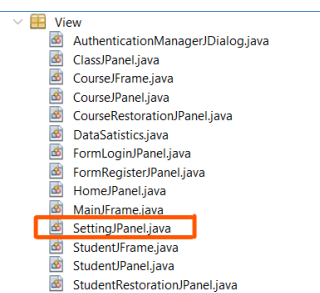 View
AuthenticationManagerJDialog.java
ClassJPanel.java
CourseJFrame.java
CourseJPanel.java
CourseRestorationJPanel.java
DataSatistics.java
FormLoginJPanel.java
FormRegisterJPanel.java
HomeJPanel.java
MainJFrame.java
SettingJPanel.java
StudentJFrame.java
StudentJPanel.java
StudentRestorationJPanel.java